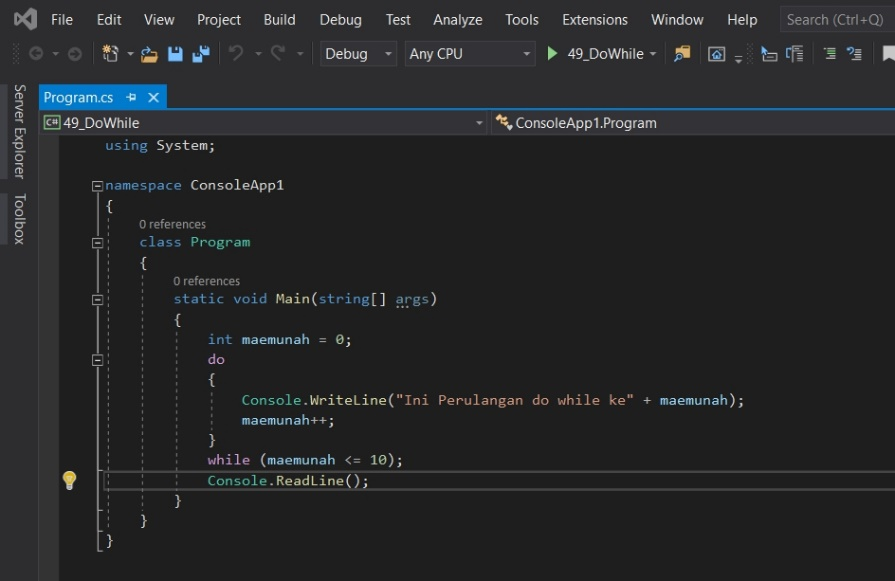 File Edit View Project Build Debug Test Analyze Tools Extensions Window Help Search (Ctrl+Q)
Debug Any CPU 49_DoWhile
Server Explorer
Toolbox
Program.cs
C# 49_DoWhile ConsoleApp1.Program
using System;
namespace ConsoleApp1
{
0 references
class Program
{
0 references
static void Main(string[] args)
{
int maemunah = 0;
do
{
Console.WriteLine("Ini Perulangan do while ke" + maemunah);
maemunah++;
}
while (maemunah <= 10);
Console.ReadLine();
}
}
}